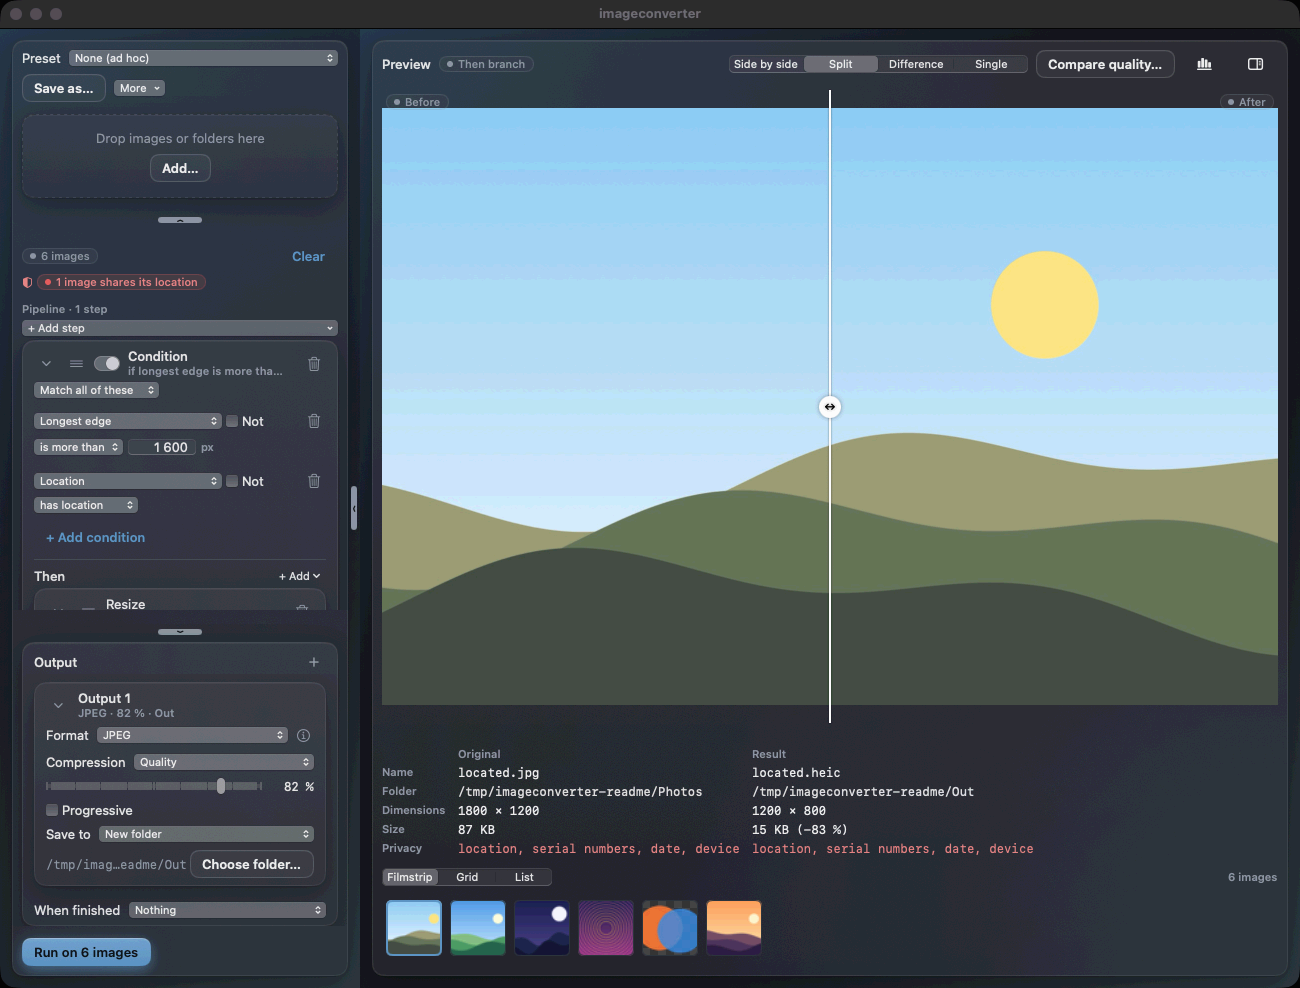 imageconverter
Preset None (ad hoc)
Save as... More
Drop images or folders here
Add...
6 images Clear
1 image shares its location
Pipeline · 1 step
+ Add step
Condition
if longest edge is more tha...
Match all of these
Longest edge Not
is more than 1 600 px
Location Not
has location
+ Add condition
Then + Add
Resize
Output +
Output 1
JPEG · 82 % · Out
Format JPEG
Compression Quality
82 %
Progressive
Save to New folder
/tmp/imag…eadme/Out Choose folder...
When finished Nothing
Run on 6 images
Preview Then branch Side by side Split Difference Single Compare quality...
Before After
Original Result
Name located.jpg located.heic
Folder /tmp/imageconverter-readme/Photos /tmp/imageconverter-readme/Out
Dimensions 1800 × 1200 1200 × 800
Size 87 KB 15 KB (−83 %)
Privacy location, serial numbers, date, device location, serial numbers, date, device
Filmstrip Grid List 6 images